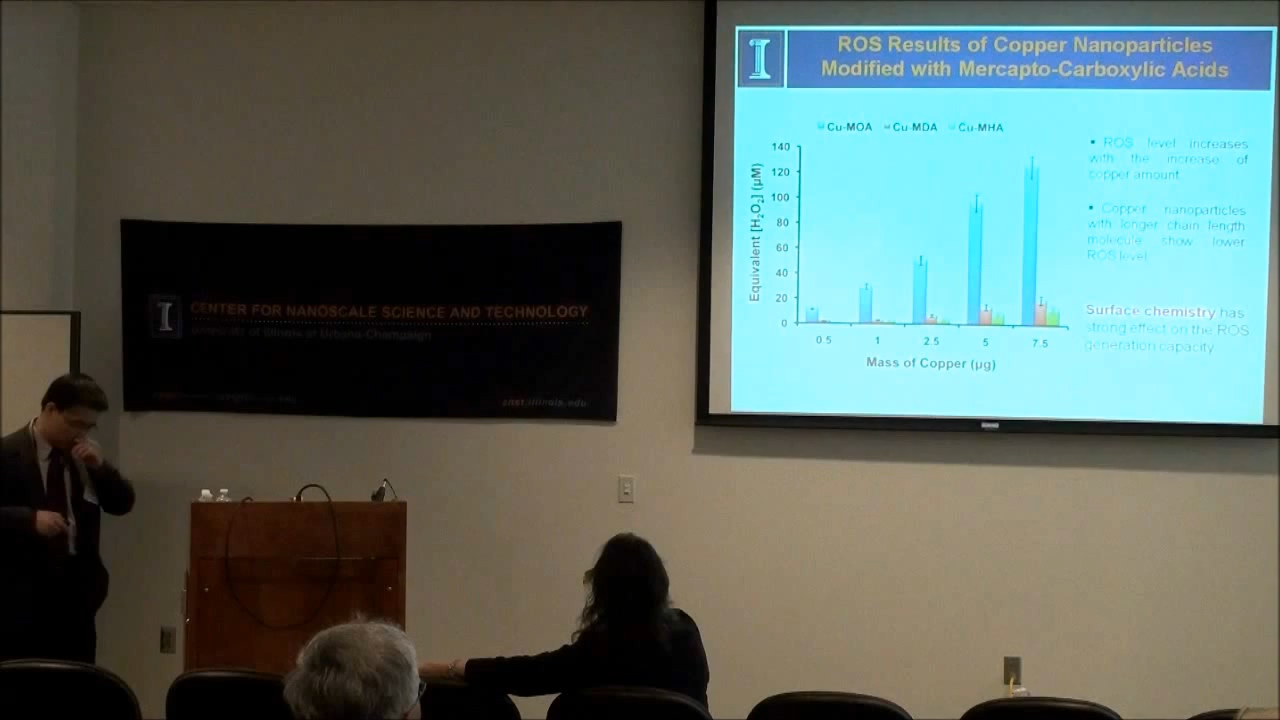 ROS Results of Copper Nanoparticles
Modified with Mercapto-Carboxylic Acids
Cu-MOA Cu-MDA Cu-MHA
140
120
100
80
60
40
20
0
Equivalent [H₂O₂] (µM)
0.5 1 2.5 5 7.5
Mass of Copper (µg)
▪ ROS level increases
with the increase of
copper amount.
▪ Copper nanoparticles
with longer chain length
molecule show lower
ROS level.
Surface chemistry has
strong effect on the ROS
generation capacity.
I
CENTER FOR NANOSCALE SCIENCE AND TECHNOLOGY
University of Illinois at Urbana-Champaign
cnst.illinois.edu